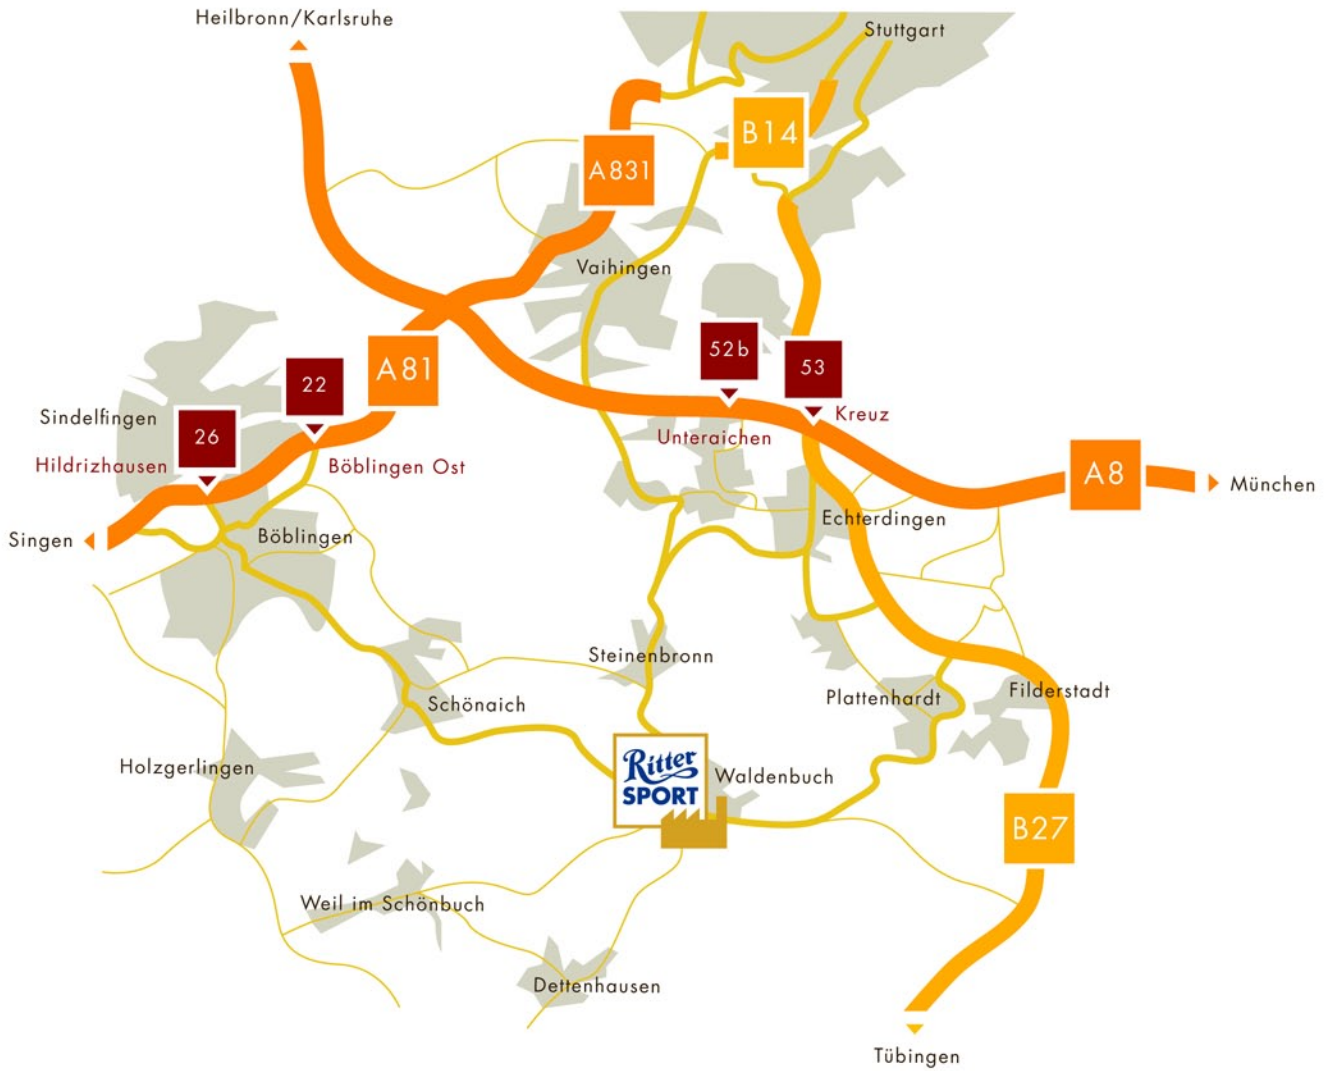 Heilbronn/Karlsruhe
Stuttgart
B14
A831
Vaihingen
52b
53
A81
22
Kreuz
Sindelfingen
26
Unteraichen
Hildrizhausen
Böblingen Ost
A8
München
Echterdingen
Singen
Böblingen
Steinenbronn
Plattenhardt
Filderstadt
Schönaich
Holzgerlingen
Ritter
SPORT
Waldenbuch
B27
Weil im Schönbuch
Dettenhausen
Tübingen